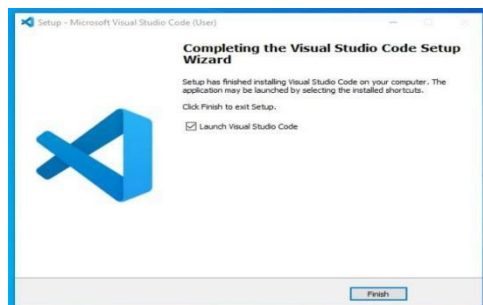 Setup - Microsoft Visual Studio Code (User)
Completing the Visual Studio Code Setup
Wizard
Setup has finished installing Visual Studio Code on your computer. The
application may be launched by selecting the installed shortcuts.
Click Finish to exit Setup.
Launch Visual Studio Code
Finish